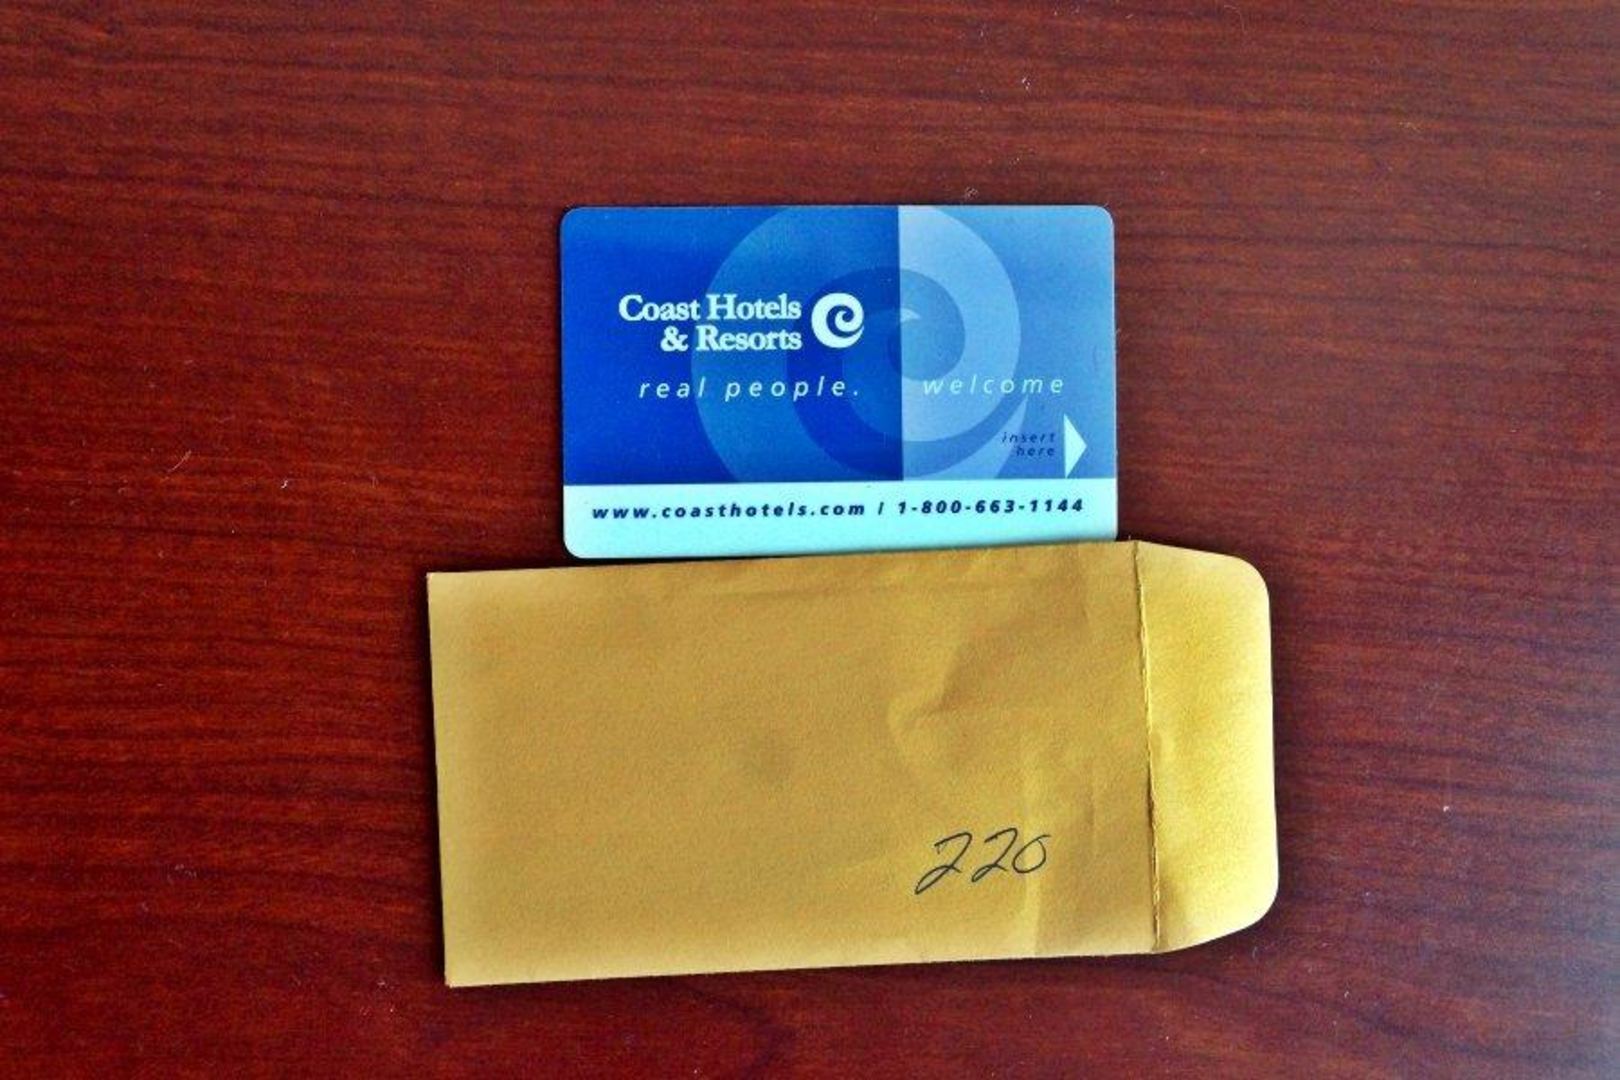 Coast Hotels
& Resorts
real people.
welcome
insert
here
www.coasthotels.com / 1-800-663-1144
220